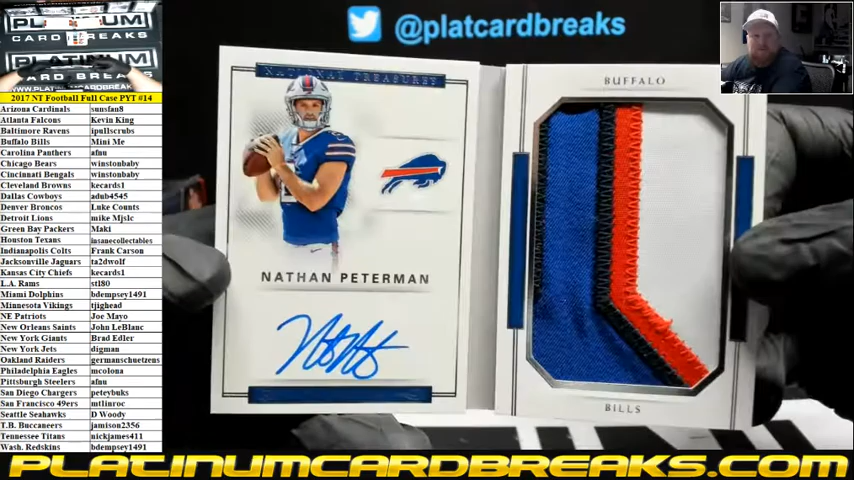 PLATINUM
CARD BREAKS
PLATINUM
CARD BREAKS
@platcardbreaks
2017 NT Football Full Case PYT #14
Arizona Cardinals sunsfan8
Atlanta Falcons Kevin King
Baltimore Ravens ipullscrubs
Buffalo Bills Mini Me
Carolina Panthers afnu
Chicago Bears winstonbaby
Cincinnati Bengals winstonbaby
Cleveland Browns kecards1
Dallas Cowboys adub4545
Denver Broncos Luke Counts
Detroit Lions mike Mjslc
Green Bay Packers Maki
Houston Texans insanecollectables
Indianapolis Colts Frank Carson
Jacksonville Jaguars ta2dwolf
Kansas City Chiefs kecards1
L.A. Rams stl80
Miami Dolphins bdempsey1491
Minnesota Vikings tjighead
NE Patriots Joe Mayo
New Orleans Saints John LeBlanc
New York Giants Brad Edler
New York Jets digman
Oakland Raiders germanschuetzens
Philadelphia Eagles mcolona
Pittsburgh Steelers afnu
San Diego Chargers peteybuks
San Francisco 49ers mtlinroc
Seattle Seahawks D Woody
T.B. Buccaneers jamison2356
Tennessee Titans nickjames411
Wash. Redskins bdempsey1491
NATIONAL TREASURES
NATHAN PETERMAN
BUFFALO
BILLS
PLATINUMCARDBREAKS.COM